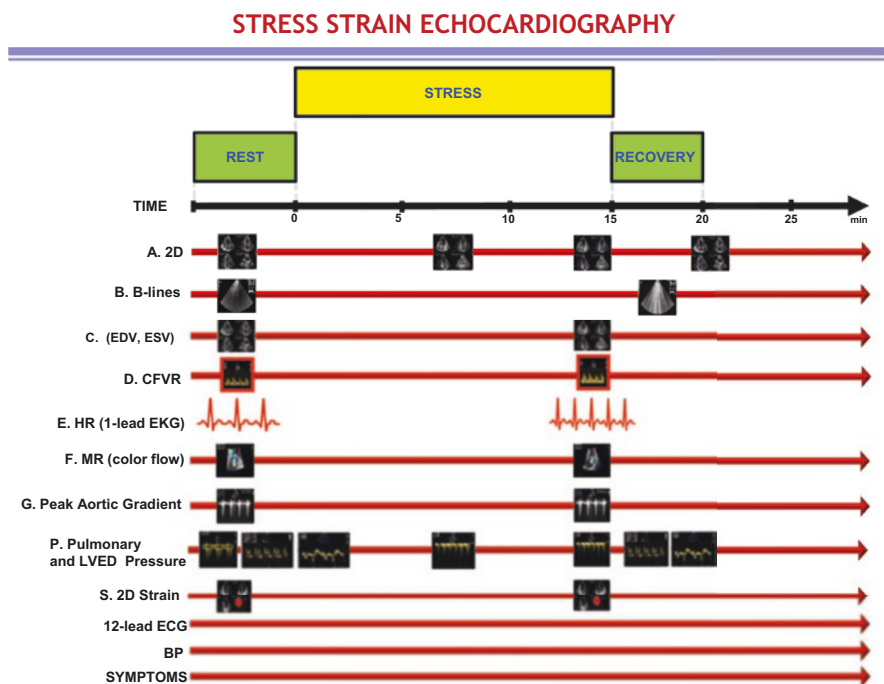 STRESS STRAIN ECHOCARDIOGRAPHY
STRESS
REST
RECOVERY
TIME
0
5
10
15
20
25
min
A. 2D
B. B-lines
C. (EDV, ESV)
D. CFVR
E. HR (1-lead EKG)
F. MR (color flow)
G. Peak Aortic Gradient
P. Pulmonary
and LVED Pressure
S. 2D Strain
12-lead ECG
BP
SYMPTOMS